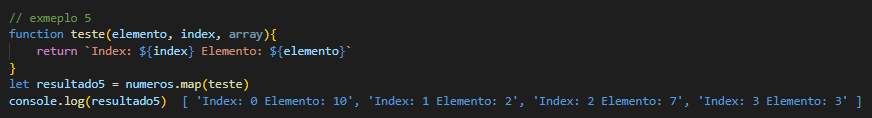 // exmeplo 5
function teste(elemento, index, array){
    return `Index: ${index} Elemento: ${elemento}`
}
let resultado5 = numeros.map(teste)
console.log(resultado5)  [ 'Index: 0 Elemento: 10', 'Index: 1 Elemento: 2', 'Index: 2 Elemento: 7', 'Index: 3 Elemento: 3' ]